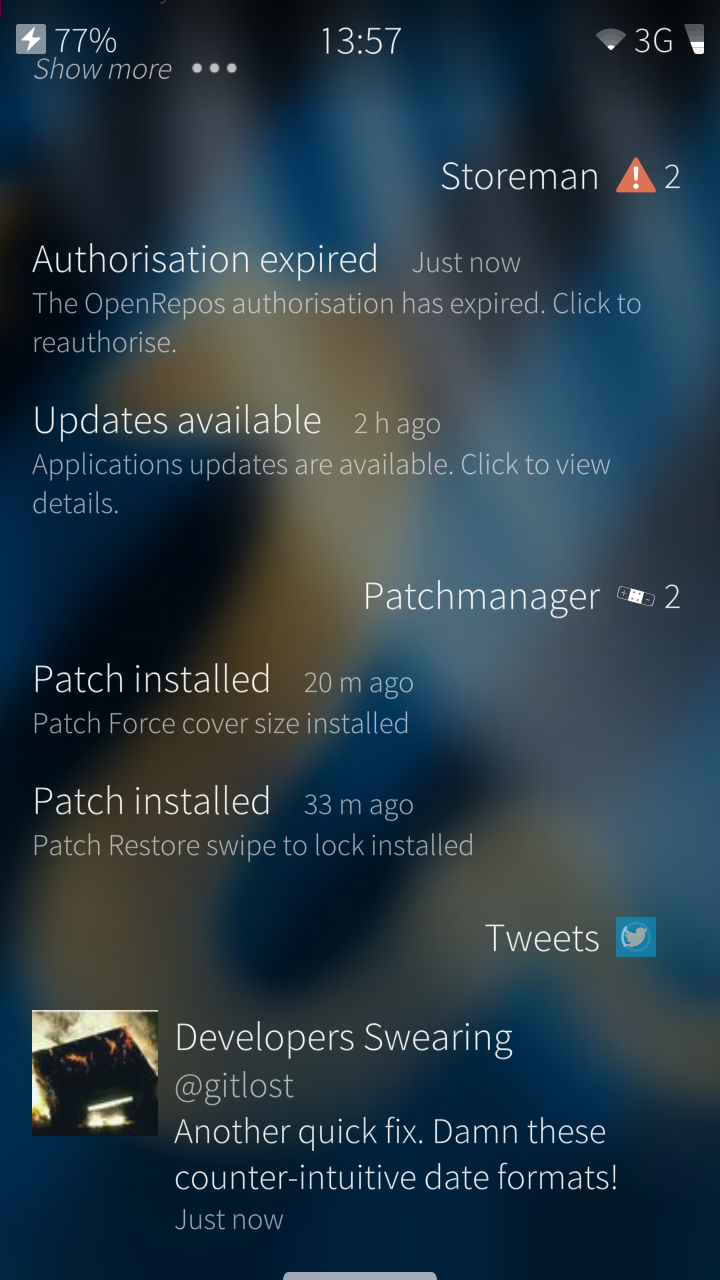 77% 13:57 3G
Show more
Storeman 2
Authorisation expired Just now
The OpenRepos authorisation has expired. Click to
reauthorise.
Updates available 2 h ago
Applications updates are available. Click to view
details.
Patchmanager 2
Patch installed 20 m ago
Patch Force cover size installed
Patch installed 33 m ago
Patch Restore swipe to lock installed
Tweets
Developers Swearing
@gitlost
Another quick fix. Damn these
counter-intuitive date formats!
Just now